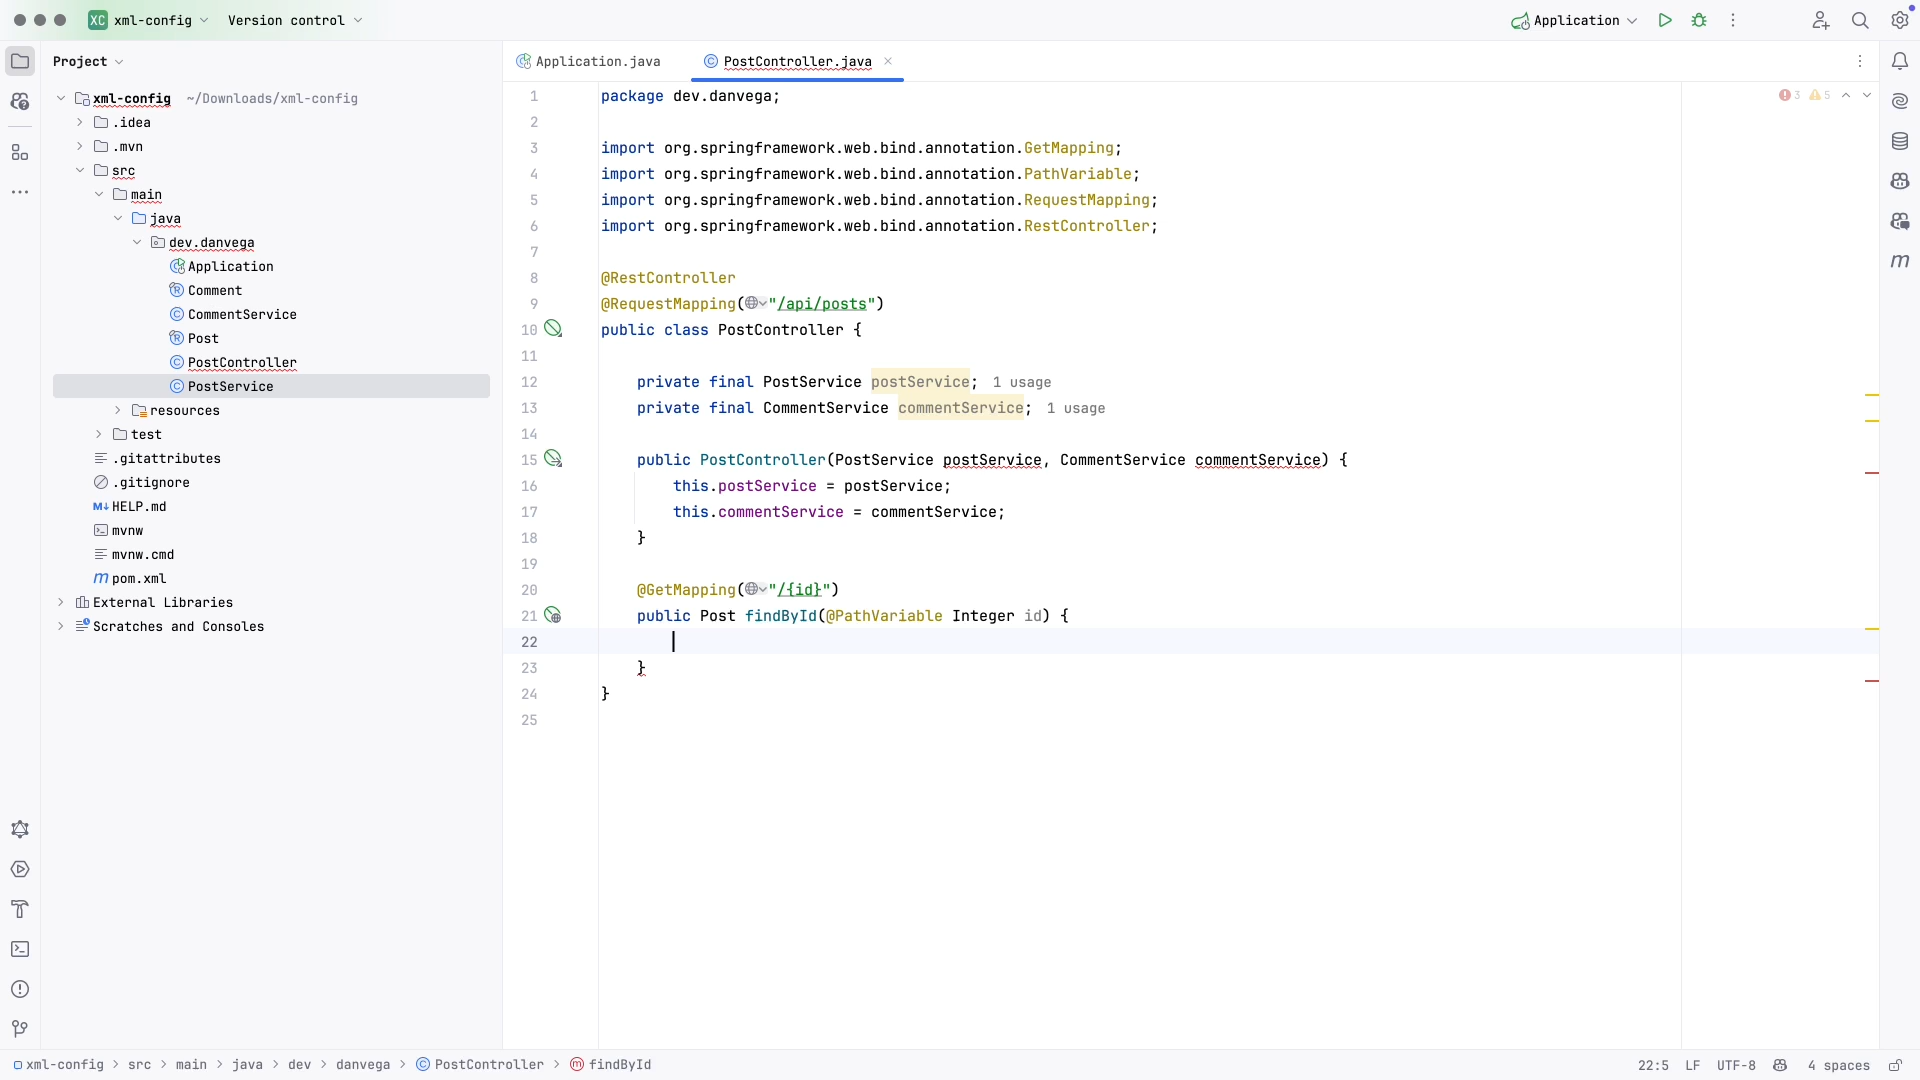 XC xml-config Version control Application
Project
Application.java PostController.java
xml-config ~/Downloads/xml-config
.idea
.mvn
src
main
java
dev.danvega
Application
Comment
CommentService
Post
PostController
PostService
resources
test
.gitattributes
.gitignore
M↓ HELP.md
mvnw
mvnw.cmd
m pom.xml
External Libraries
Scratches and Consoles
3 5
1 package dev.danvega;
2
3 import org.springframework.web.bind.annotation.GetMapping;
4 import org.springframework.web.bind.annotation.PathVariable;
5 import org.springframework.web.bind.annotation.RequestMapping;
6 import org.springframework.web.bind.annotation.RestController;
7
8 @RestController
9 @RequestMapping("/api/posts")
10 public class PostController {
11
12 private final PostService postService; 1 usage
13 private final CommentService commentService; 1 usage
14
15 public PostController(PostService postService, CommentService commentService) {
16 this.postService = postService;
17 this.commentService = commentService;
18 }
19
20 @GetMapping("/{id}")
21 public Post findById(@PathVariable Integer id) {
22
23 }
24 }
25
m
xml-config > src > main > java > dev > danvega > PostController > findById 22:5 LF UTF-8 4 spaces